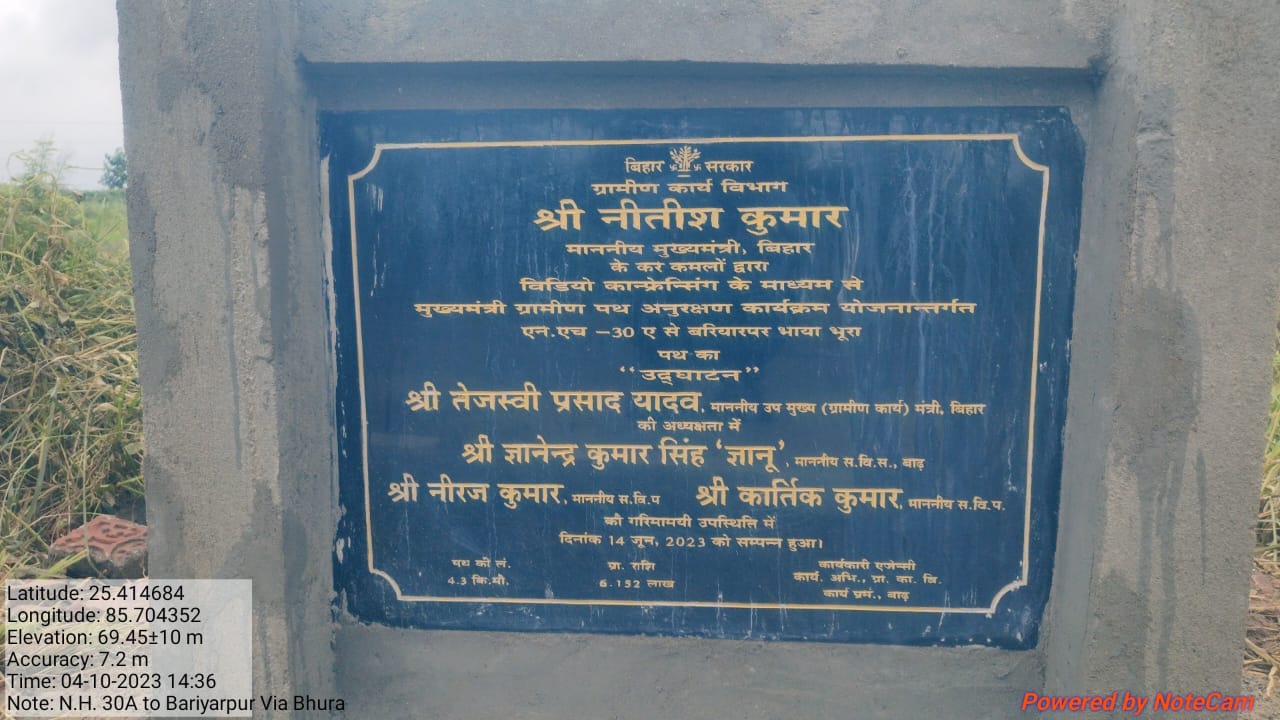 बिहार सरकार
ग्रामीण कार्य विभाग
श्री नीतीश कुमार
माननीय मुख्यमंत्री, बिहार
के कर कमलों द्वारा
विडियो कान्फ्रेन्सिंग के माध्यम से
मुख्यमंत्री ग्रामीण पथ अनुरक्षण कार्यक्रम योजनान्तर्गत
एन.एच –30 ए से बरियारपर भाया भूरा
पथ का
“उद्घाटन”
श्री तेजस्वी प्रसाद यादव, माननीय उप मुख्य (ग्रामीण कार्य) मंत्री, बिहार
की अध्यक्षता में
श्री ज्ञानेन्द्र कुमार सिंह ‘ज्ञानू’, माननीय स.वि.स., बाढ़
श्री नीरज कुमार, माननीय स.वि.प श्री कार्तिक कुमार, माननीय स.वि.प.
की गरिमामयी उपस्थिति में
दिनांक 14 जून, 2023 को सम्पन्न हुआ।
पथ की लं. प्रा. राशि कार्यकारी एजेन्सी
4.3 कि.मी. 6.152 लाख कार्य. अभि., ग्रा. का. वि.
कार्य प्रमं., बाढ़
Latitude: 25.414684
Longitude: 85.704352
Elevation: 69.45±10 m
Accuracy: 7.2 m
Time: 04-10-2023 14:36
Note: N.H. 30A to Bariyarpur Via Bhura
Powered by NoteCam